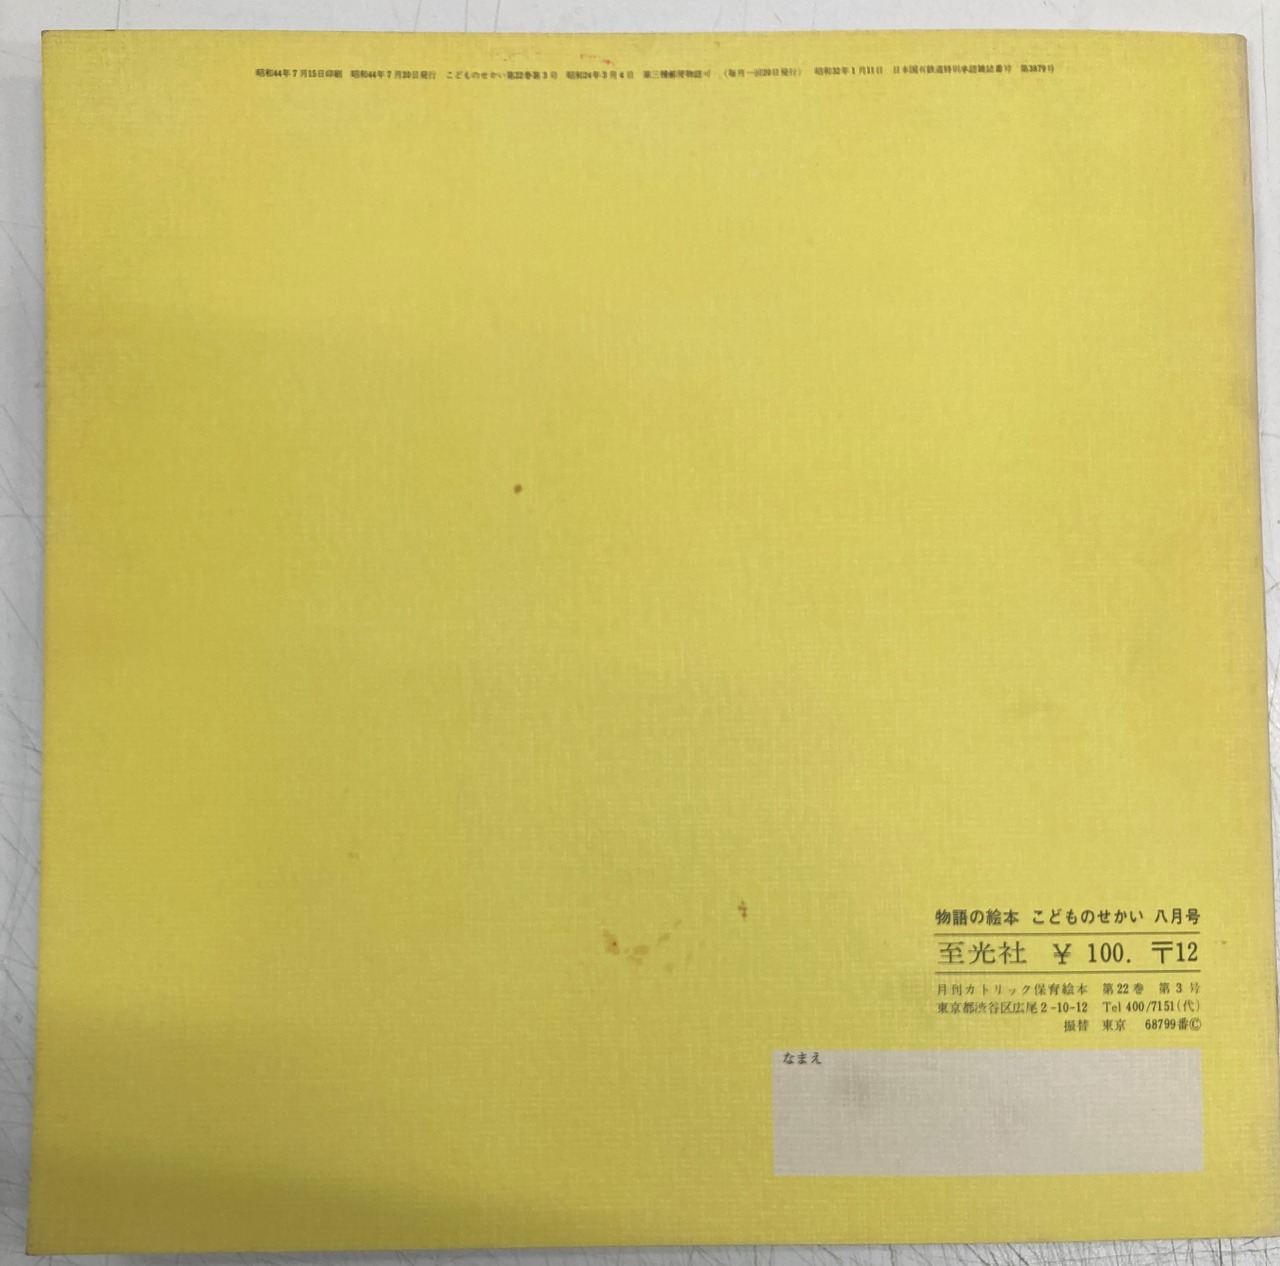 昭和44年7月15日印刷 昭和44年7月20日発行 こどものせかい第22巻第3号 昭和24年3月4日 第三種郵便物認可 (毎月一回20日発行) 昭和32年1月11日 日本国有鉄道特別承認雑誌番号 第3879号
物語の絵本 こどものせかい 八月号
至光社 ¥ 100. 〒12
月刊カトリック保育絵本 第22巻 第3号
東京都渋谷区広尾2-10-12 Tel 400/7151(代)
振替 東京 68799番©
なまえ